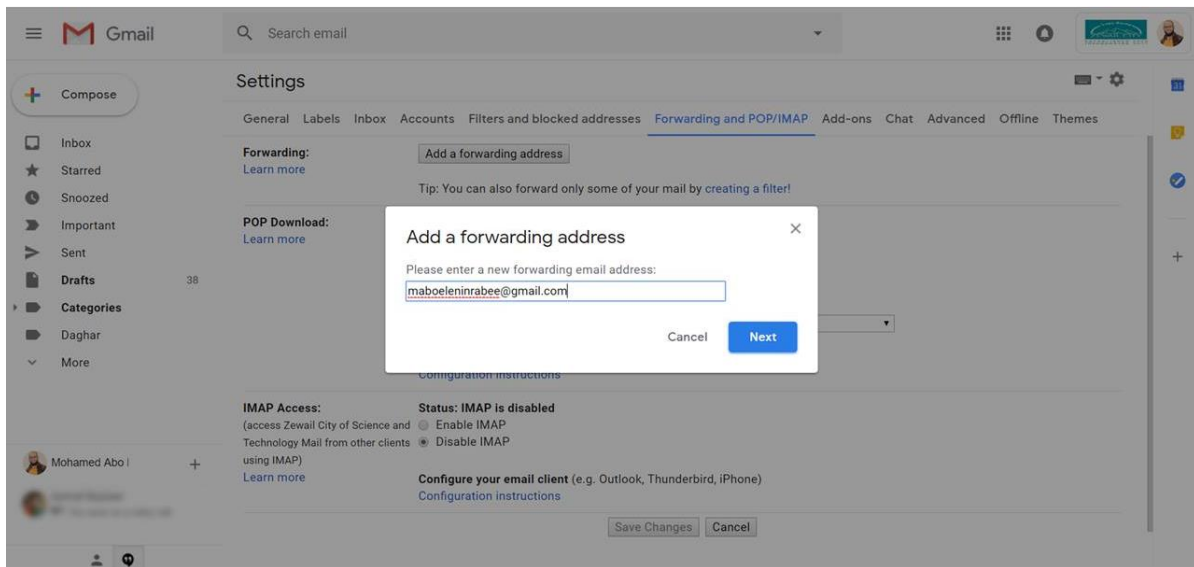 Gmail
Search email
Compose
Inbox
Starred
Snoozed
Important
Sent
Drafts 38
Categories
Daghar
More
Mohamed Abo
Settings
General Labels Inbox Accounts Filters and blocked addresses Forwarding and POP/IMAP Add-ons Chat Advanced Offline Themes
Forwarding:
Learn more
Add a forwarding address
Tip: You can also forward only some of your mail by creating a filter!
POP Download:
Learn more
Add a forwarding address
Please enter a new forwarding email address:
maboeleninrabee@gmail.com
Cancel Next
Configuration instructions
IMAP Access:
(access Zewail City of Science and
Technology Mail from other clients
using IMAP)
Learn more
Status: IMAP is disabled
Enable IMAP
Disable IMAP
Configure your email client (e.g. Outlook, Thunderbird, iPhone)
Configuration instructions
Save Changes Cancel
31